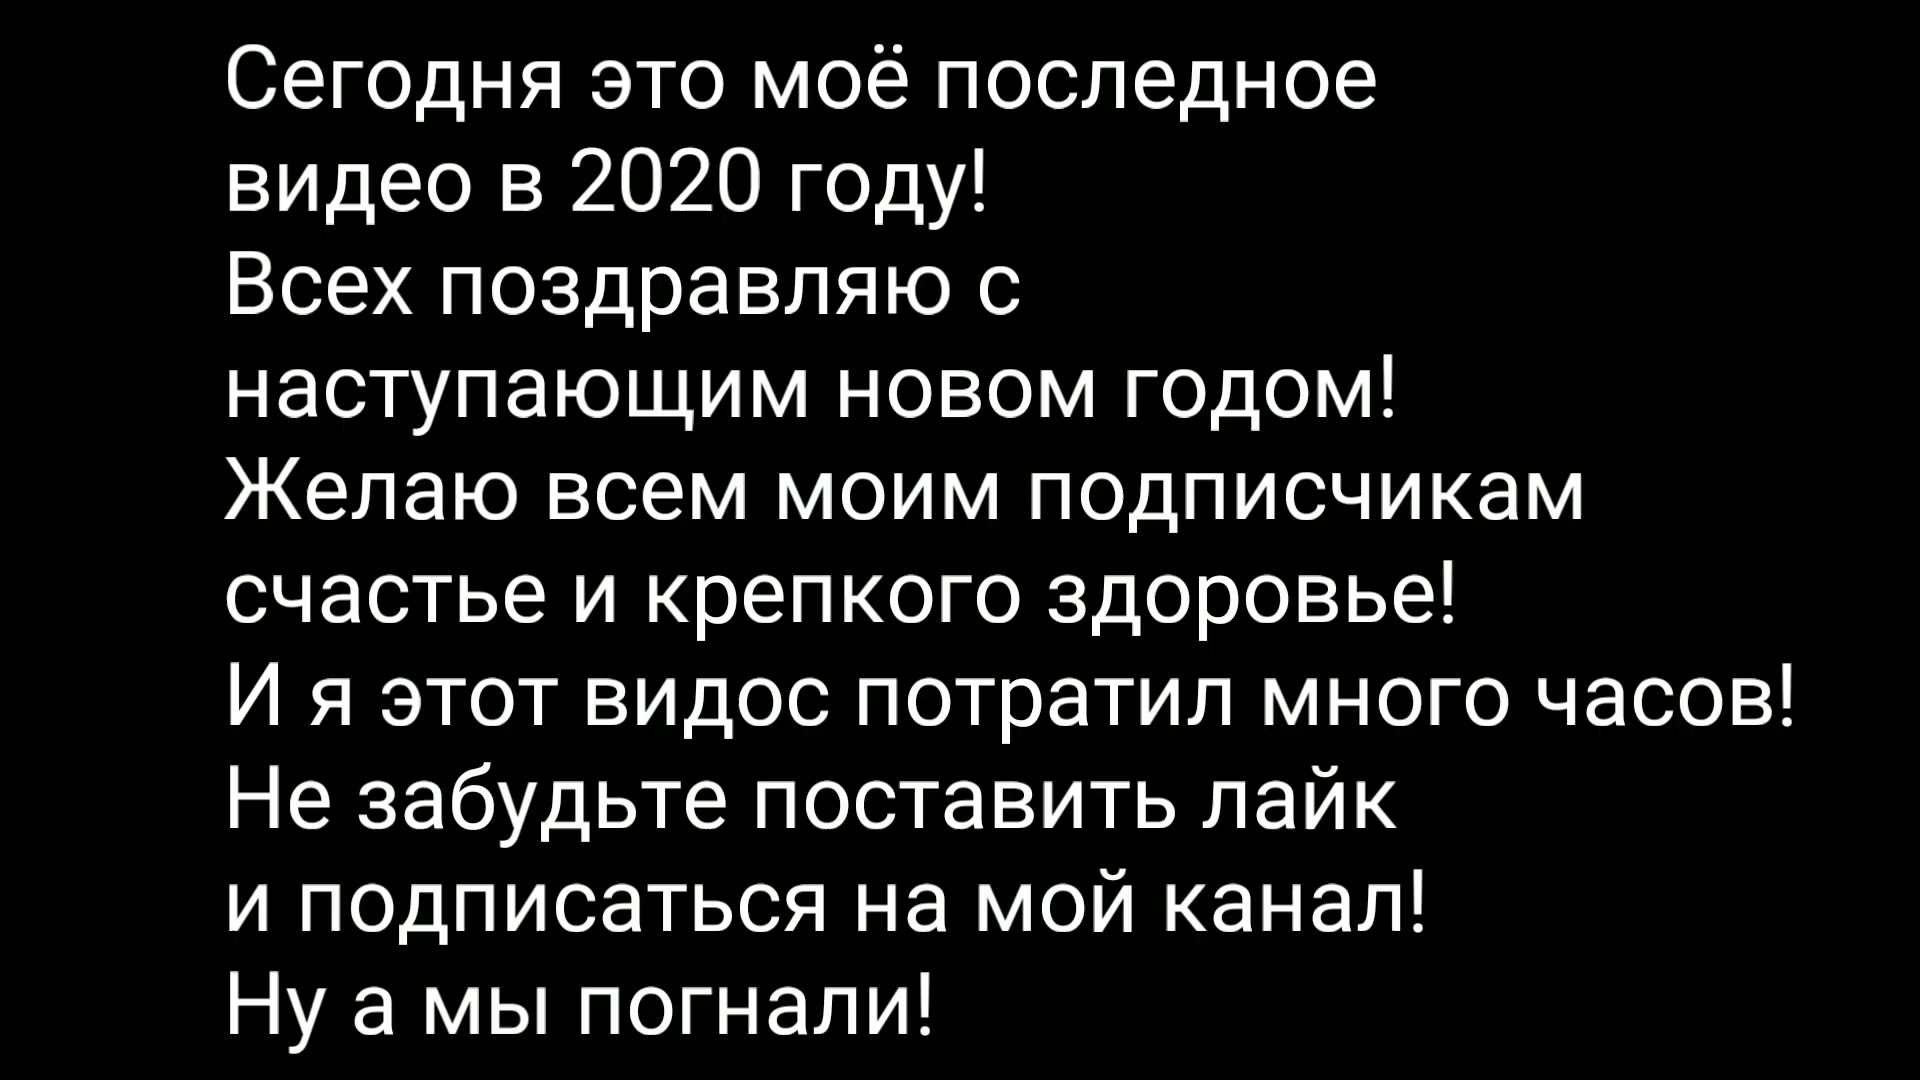 Сегодня это моё последное
видео в 2020 году!
Всех поздравляю с
наступающим новом годом!
Желаю всем моим подписчикам
счастье и крепкого здоровье!
И я этот видос потратил много часов!
Не забудьте поставить лайк
и подписаться на мой канал!
Ну а мы погнали!